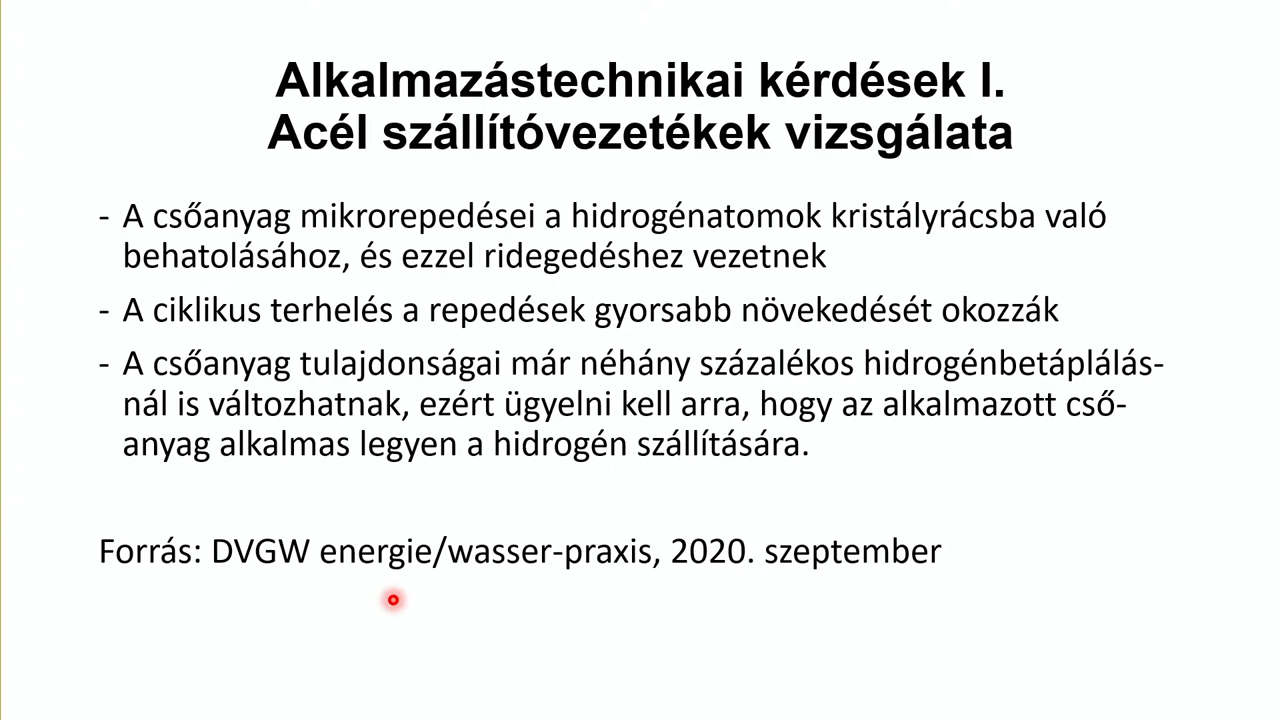 Alkalmazástechnikai kérdések I.
Acél szállítóvezetékek vizsgálata
- A csőanyag mikrorepedései a hidrogénatomok kristályrácsba való
behatolásához, és ezzel ridegedéshez vezetnek
- A ciklikus terhelés a repedések gyorsabb növekedését okozzák
- A csőanyag tulajdonságai már néhány százalékos hidrogénbetáplálás-
nál is változhatnak, ezért ügyelni kell arra, hogy az alkalmazott cső-
anyag alkalmas legyen a hidrogén szállítására.
Forrás: DVGW energie/wasser-praxis, 2020. szeptember